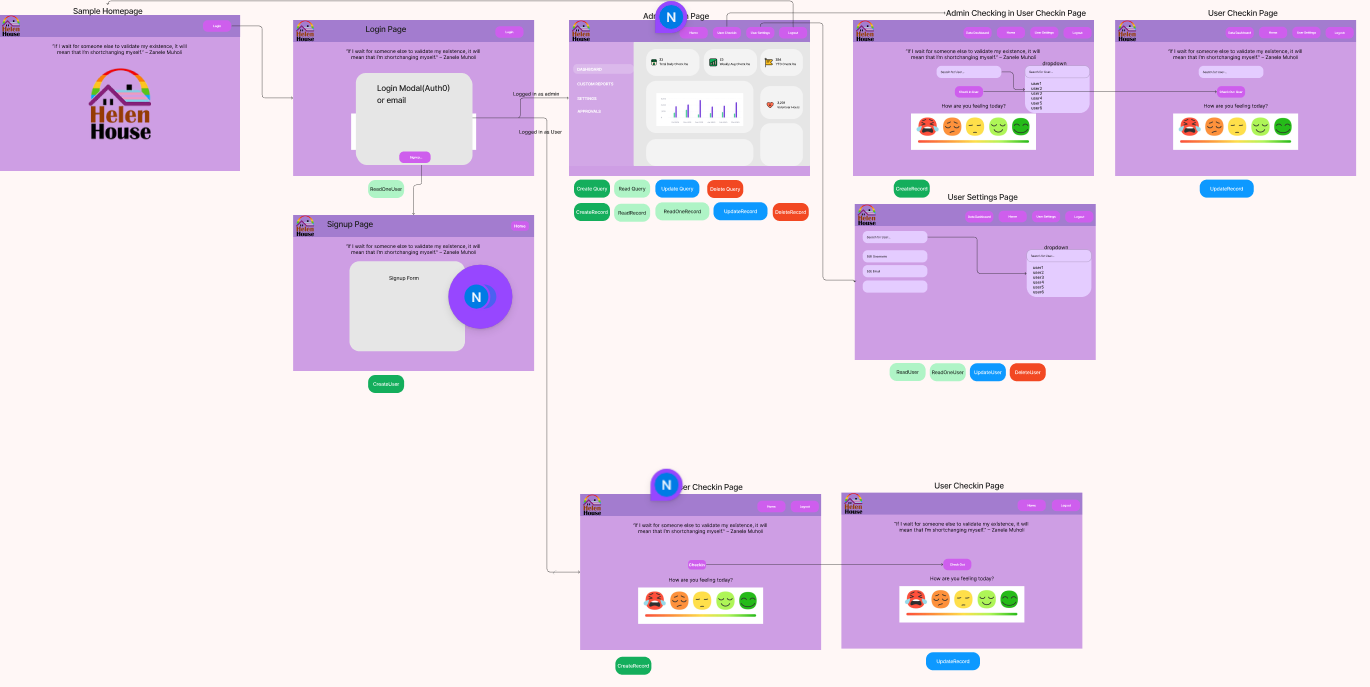 Sample Homepage
Login
"If I wait for someone else to validate my existence, it will
mean that I'm shortchanging myself." – Zanele Muholi
Helen
House
Helen
House
Login Page
Login
"If I wait for someone else to validate my existence, it will
mean that I'm shortchanging myself." – Zanele Muholi
Login Modal(Auth0)
or email
ReadOneUser
Logged in as admin
Logged in as User
Helen
House
Signup Page
Home
"If I wait for someone else to validate my existence, it will
mean that I'm shortchanging myself." – Zanele Muholi
Signup Form
N
CreateUser
N
Page
Helen
House
Home
User Checkin
User Settings
Logout
DASHBOARD
CUSTOM REPORTS
SETTINGS
APPROVALS
Create Query
Read Query
Update Query
Delete Query
CreateRecord
ReadRecord
ReadOneRecord
UpdateRecord
DeleteRecord
Admin Checking in User Checkin Page
Helen
House
Data Dashboard
Home
User Settings
Logout
"If I wait for someone else to validate my existence, it will
mean that I'm shortchanging myself." – Zanele Muholi
dropdown
Search for User...
Search for User...
user1
user2
user3
user4
user5
user6
Check In User
How are you feeling today?
CreateRecord
User Checkin Page
Helen
House
Data Dashboard
Home
User Settings
Logout
"If I wait for someone else to validate my existence, it will
mean that I'm shortchanging myself." – Zanele Muholi
Search for User...
Check Out User
How are you feeling today?
UpdateRecord
User Settings Page
Helen
House
Data Dashboard
Home
User Settings
Logout
Search for User...
Edit Username
Edit Email
dropdown
Search for User...
user1
user2
user3
user4
user5
user6
ReadUser
ReadOneUser
UpdateUser
DeleteUser
N
er Checkin Page
Helen
House
Home
Logout
"If I wait for someone else to validate my existence, it will
mean that I'm shortchanging myself." – Zanele Muholi
CheckIn
How are you feeling today?
CreateRecord
User Checkin Page
Helen
House
Home
Logout
"If I wait for someone else to validate my existence, it will
mean that I'm shortchanging myself." – Zanele Muholi
Check Out
How are you feeling today?
UpdateRecord